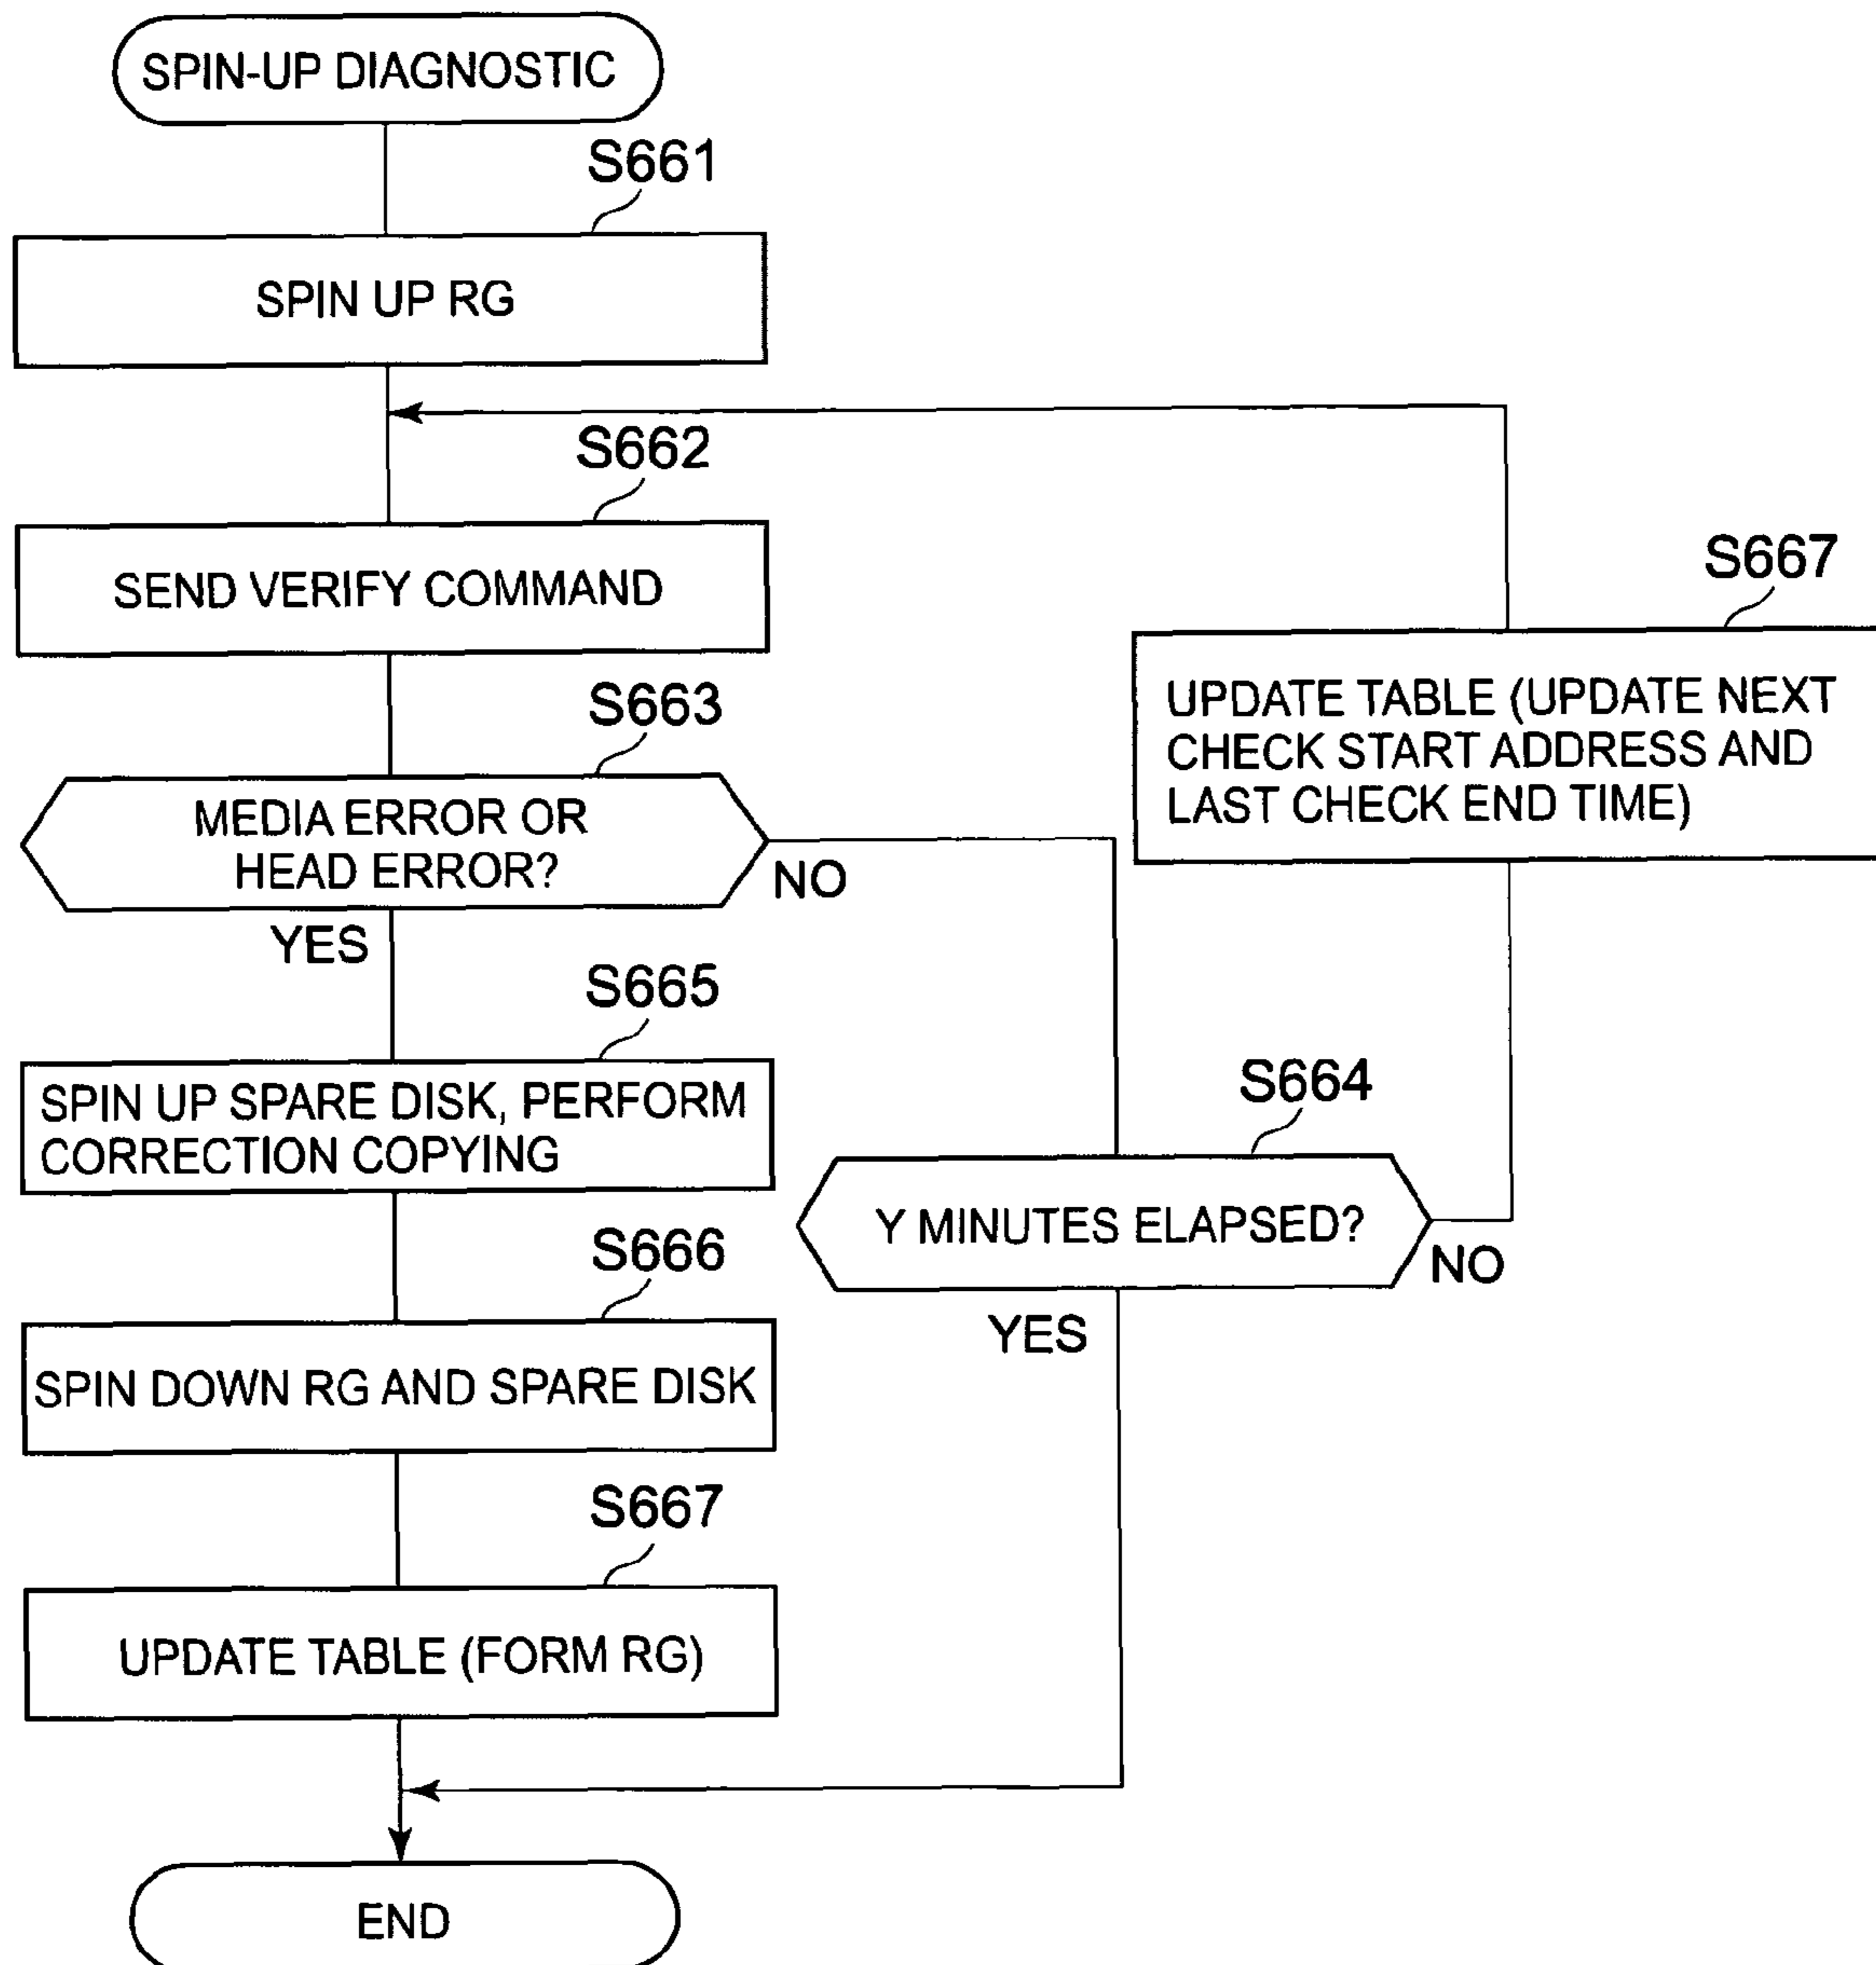 SPIN-UP DIAGNOSTIC
S661
SPIN UP RG
S662
SEND VERIFY COMMAND
S667
UPDATE TABLE (UPDATE NEXT
CHECK START ADDRESS AND
LAST CHECK END TIME)
S663
MEDIA ERROR OR
HEAD ERROR?
NO
YES
S665
SPIN UP SPARE DISK, PERFORM
CORRECTION COPYING
S664
Y MINUTES ELAPSED?
NO
YES
S666
SPIN DOWN RG AND SPARE DISK
S667
UPDATE TABLE (FORM RG)
END